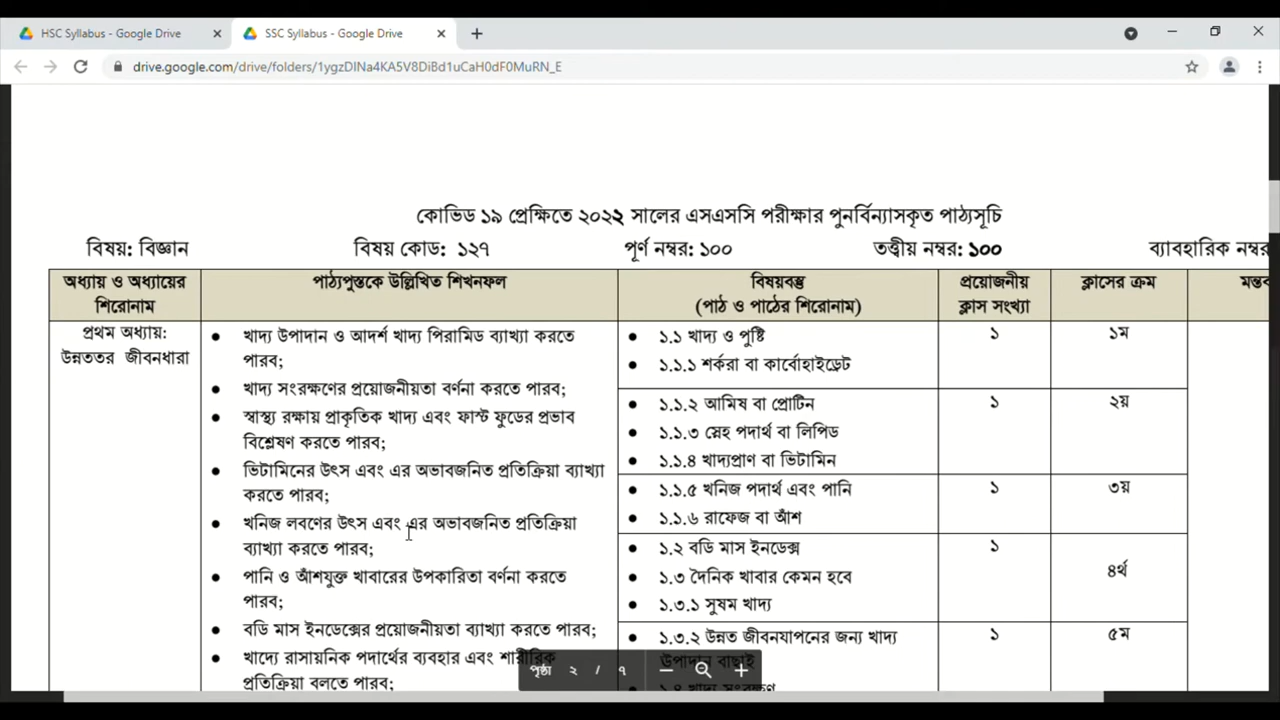 HSC Syllabus - Google Drive
SSC Syllabus - Google Drive
drive.google.com/drive/folders/1ygzDINa4KA5V8DiBd1uCaH0dF0MuRN_E
কোভিড ১৯ প্রেক্ষিতে ২০২২ সালের এসএসসি পরীক্ষার পুনর্বিন্যাসকৃত পাঠ্যসূচি
বিষয়: বিজ্ঞান বিষয় কোড: ১২৭ পূর্ণ নম্বর: ১০০ তত্ত্বীয় নম্বর: ১০০ ব্যাবহারিক নম্বর
অধ্যায় ও অধ্যায়ের
শিরোনাম
পাঠ্যপুস্তকে উল্লিখিত শিখনফল
বিষয়বস্তু
(পাঠ ও পাঠের শিরোনাম)
প্রয়োজনীয়
ক্লাস সংখ্যা
ক্লাসের ক্রম
মন্তব
প্রথম অধ্যায়:
উন্নততর জীবনধারা
• খাদ্য উপাদান ও আদর্শ খাদ্য পিরামিড ব্যাখ্যা করতে
পারব;
• খাদ্য সংরক্ষণের প্রয়োজনীয়তা বর্ণনা করতে পারব;
• স্বাস্থ্য রক্ষায় প্রাকৃতিক খাদ্য এবং ফাস্ট ফুডের প্রভাব
বিশ্লেষণ করতে পারব;
• ভিটামিনের উৎস এবং এর অভাবজনিত প্রতিক্রিয়া ব্যাখ্যা
করতে পারব;
• খনিজ লবণের উৎস এবং এর অভাবজনিত প্রতিক্রিয়া
ব্যাখ্যা করতে পারব;
• পানি ও আঁশযুক্ত খাবারের উপকারিতা বর্ণনা করতে
পারব;
• বডি মাস ইনডেক্সের প্রয়োজনীয়তা ব্যাখ্যা করতে পারব;
• খাদ্যে রাসায়নিক পদার্থের ব্যবহার এবং শারীরিক
প্রতিক্রিয়া বলতে পারব;
• ১.১ খাদ্য ও পুষ্টি
• ১.১.১ শর্করা বা কার্বোহাইড্রেট
১ ১ম
• ১.১.২ আমিষ বা প্রোটিন
• ১.১.৩ স্নেহ পদার্থ বা লিপিড
• ১.১.৪ খাদ্যপ্রাণ বা ভিটামিন
১ ২য়
• ১.১.৫ খনিজ পদার্থ এবং পানি
• ১.১.৬ রাফেজ বা আঁশ
১ ৩য়
• ১.২ বডি মাস ইনডেক্স
• ১.৩ দৈনিক খাবার কেমন হবে
• ১.৩.১ সুষম খাদ্য
১ ৪র্থ
• ১.৩.২ উন্নত জীবনযাপনের জন্য খাদ্য
উপাদান বাছাই
• ১.৪ খাদ্য সংরক্ষণ
১ ৫ম
পৃষ্ঠা ২ / ৭